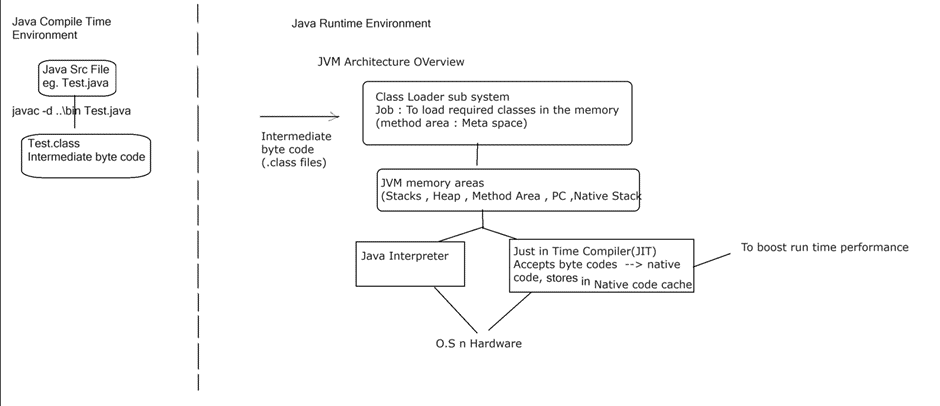 Java Compile Time
Environment
Java Src File
eg. Test.java
javac -d ..\bin Test.java
Test.class
Intermediate byte code
Java Runtime Environment
JVM Architecture OVerview
Class Loader sub system
Job : To load required classes in the memory
(method area : Meta space)
Intermediate
byte code
(.class files)
JVM memory areas
(Stacks , Heap , Method Area , PC ,Native Stack
Java Interpreter
Just in Time Compiler(JIT)
Accepts byte codes --> native
code, stores in Native code cache
To boost run time performance
O.S n Hardware